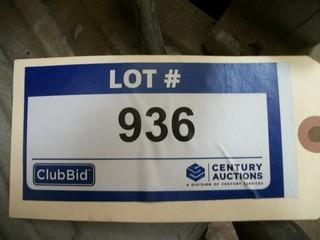 LOT #
936
ClubBid
CENTURY
AUCTIONS
A DIVISION OF CENTURY SERVICES